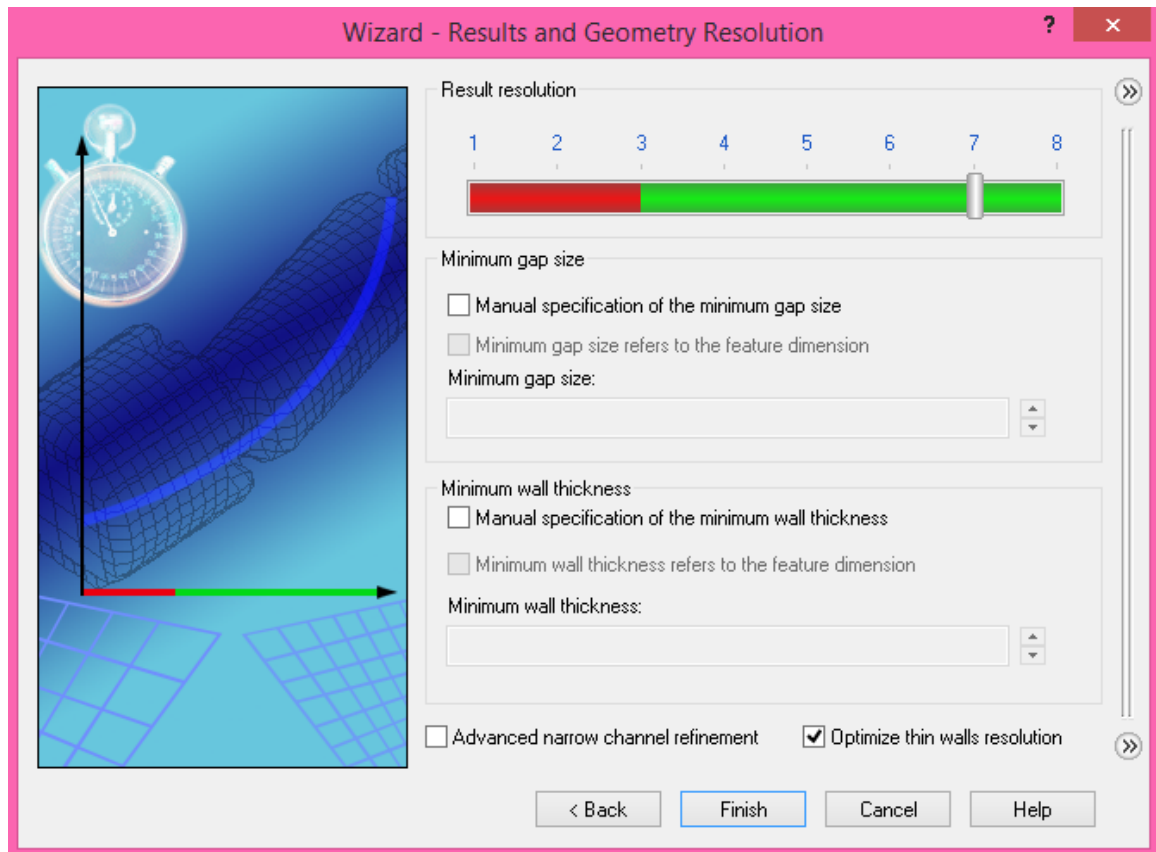 Wizard - Results and Geometry Resolution
?
Result resolution
1 2 3 4 5 6 7 8
Minimum gap size
Manual specification of the minimum gap size
Minimum gap size refers to the feature dimension
Minimum gap size:
Minimum wall thickness
Manual specification of the minimum wall thickness
Minimum wall thickness refers to the feature dimension
Minimum wall thickness:
Advanced narrow channel refinement Optimize thin walls resolution
< Back Finish Cancel Help